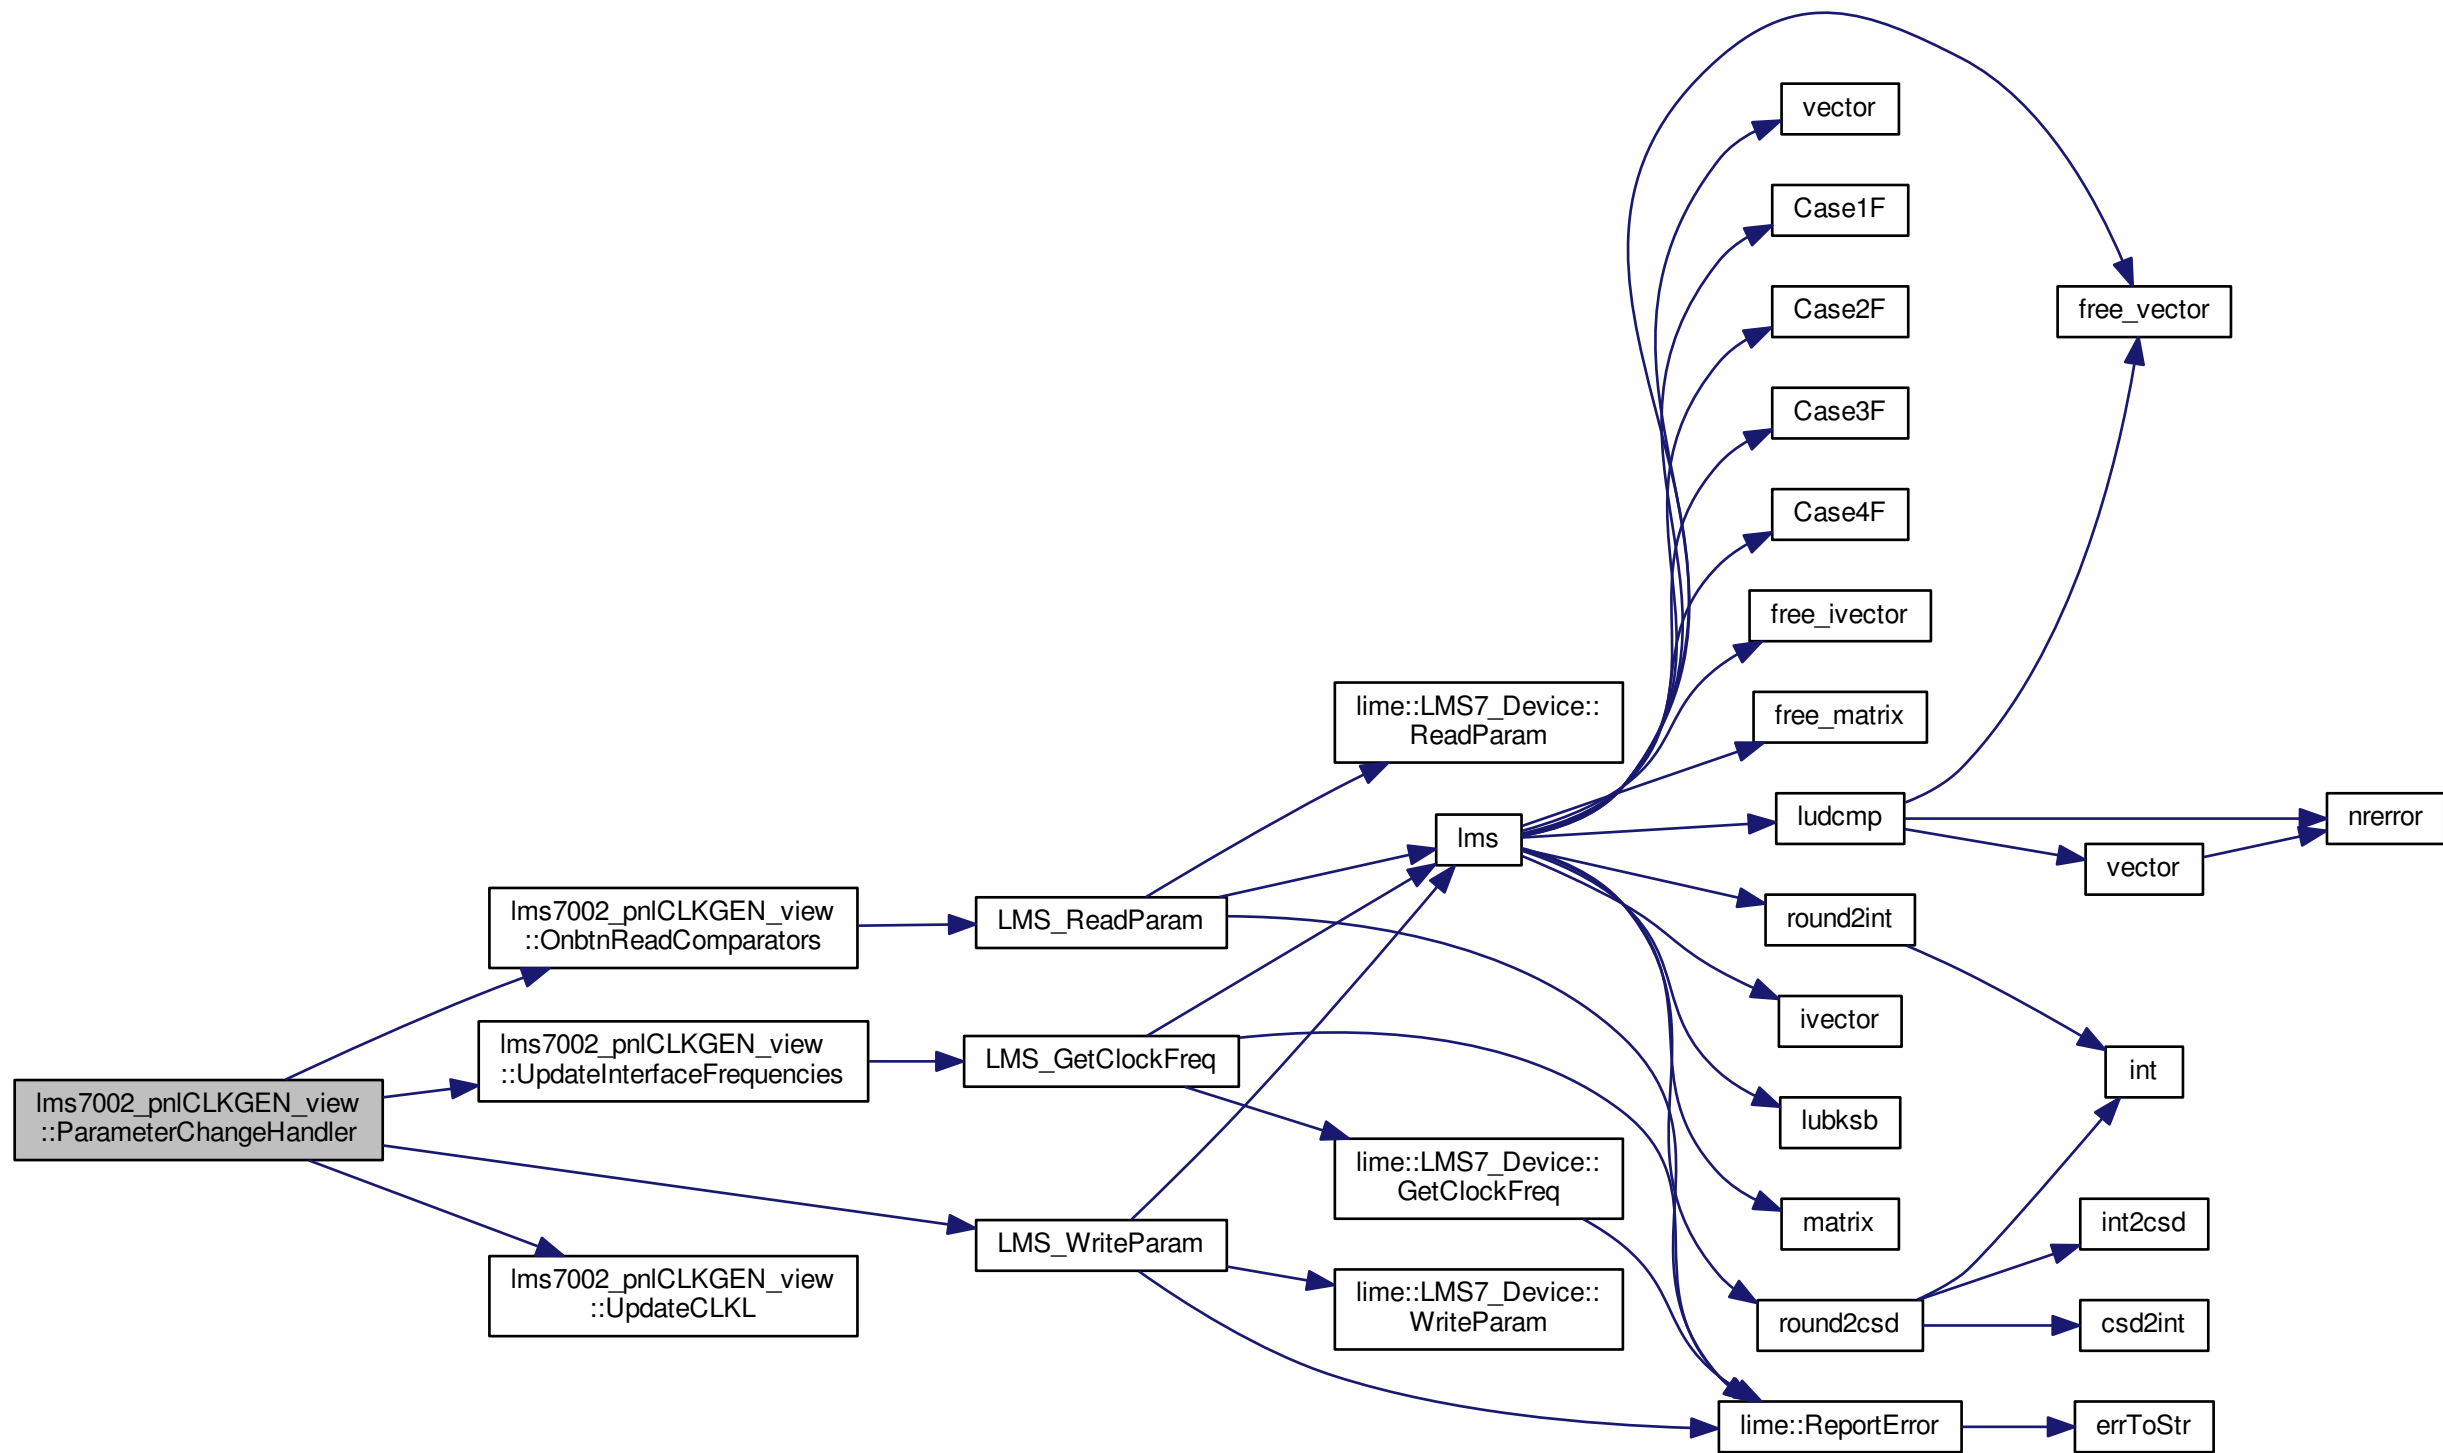 vector
Case1F
Case2F
free_vector
Case3F
Case4F
free_ivector
lime::LMS7_Device::
ReadParam
free_matrix
lms
ludcmp
nrerror
vector
lms7002_pnlCLKGEN_view
::OnbtnReadComparators
LMS_ReadParam
round2int
ivector
lms7002_pnlCLKGEN_view
::UpdateInterfaceFrequencies
LMS_GetClockFreq
int
lms7002_pnlCLKGEN_view
::ParameterChangeHandler
lubksb
lime::LMS7_Device::
GetClockFreq
LMS_WriteParam
matrix
int2csd
lms7002_pnlCLKGEN_view
::UpdateCLKL
lime::LMS7_Device::
WriteParam
round2csd
csd2int
lime::ReportError
errToStr